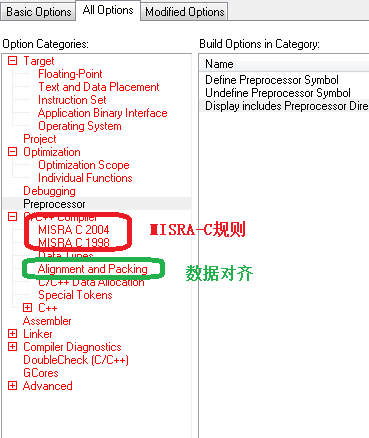 Basic Options All Options Modified Options
Option Categories: Build Options in Category:
Target Name
Floating-Point Define Preprocessor Symbol
Text and Data Placement Undefine Preprocessor Symbol
Instruction Set Display includes Preprocessor Dire
Application Binary Interface
Operating System
Project
Optimization
Optimization Scope
Individual Functions
Debugging
Preprocessor
C/C++ Compiler
MISRA C 2004 MISRA-C规则
MISRA C 1998
Data Types
Alignment and Packing 数据对齐
C/C++ Data Allocation
Special Tokens
C++
Assembler
Linker
Compiler Diagnostics
DoubleCheck (C/C++)
GCores
Advanced